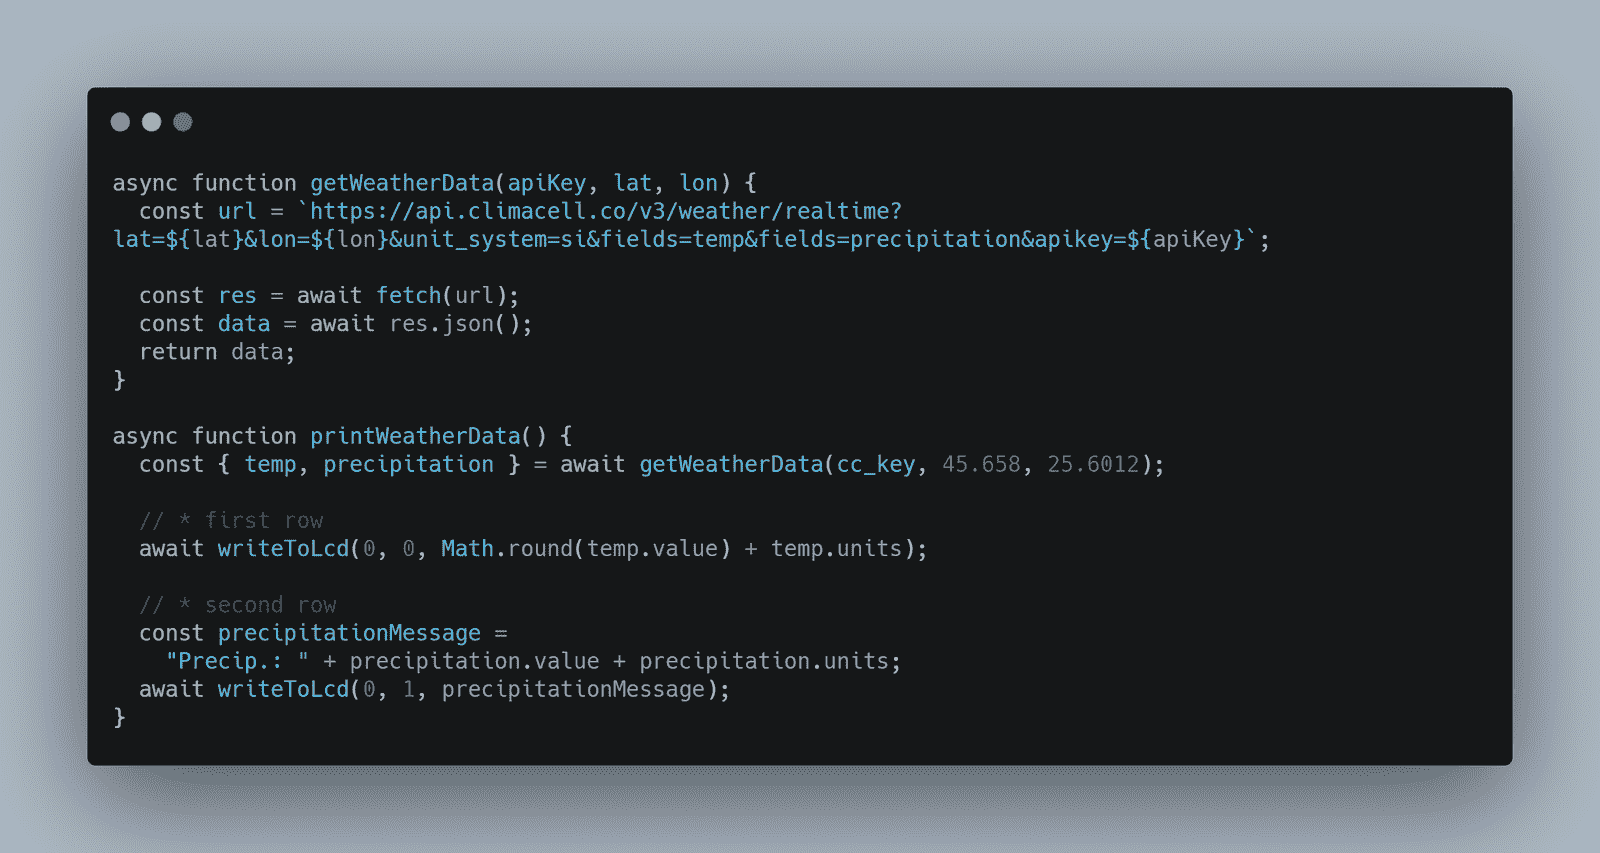 async function getWeatherData(apiKey, lat, lon) {
  const url = `https://api.climacell.co/v3/weather/realtime?
lat=${lat}&lon=${lon}&unit_system=si&fields=temp&fields=precipitation&apikey=${apiKey}`;

  const res = await fetch(url);
  const data = await res.json();
  return data;
}

async function printWeatherData() {
  const { temp, precipitation } = await getWeatherData(cc_key, 45.658, 25.6012);

  // * first row
  await writeToLcd(0, 0, Math.round(temp.value) + temp.units);

  // * second row
  const precipitationMessage =
    "Precip.: " + precipitation.value + precipitation.units;
  await writeToLcd(0, 1, precipitationMessage);
}